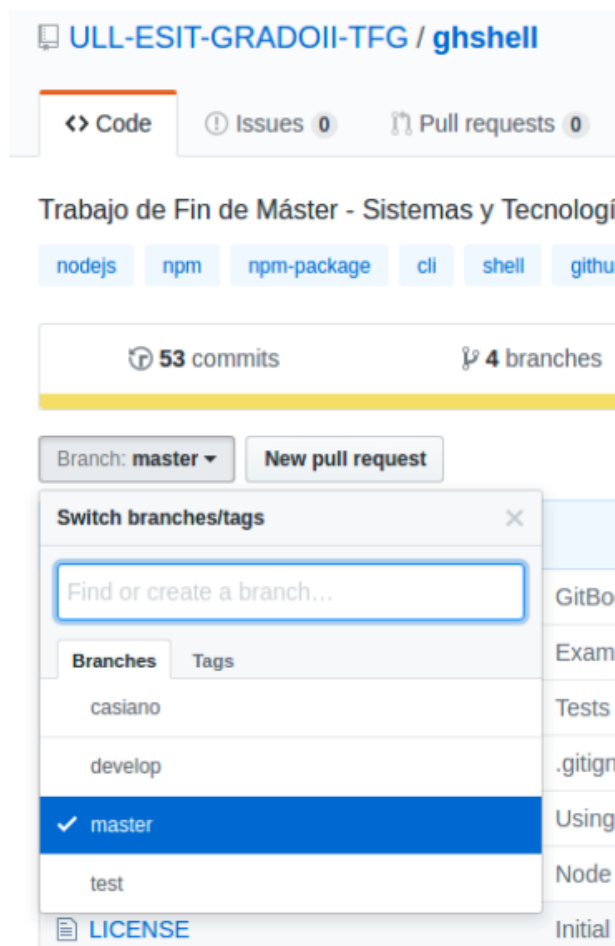 ULL-ESIT-GRADOII-TFG / ghshell
Code Issues 0 Pull requests 0
Trabajo de Fin de Máster - Sistemas y Tecnologí
nodejs npm npm-package cli shell githu
53 commits 4 branches
Branch: master New pull request
Switch branches/tags
Find or create a branch...
GitBo
Branches Tags
Exam
casiano
Tests
develop
.gitign
master
Using
test
Node
LICENSE
Initial